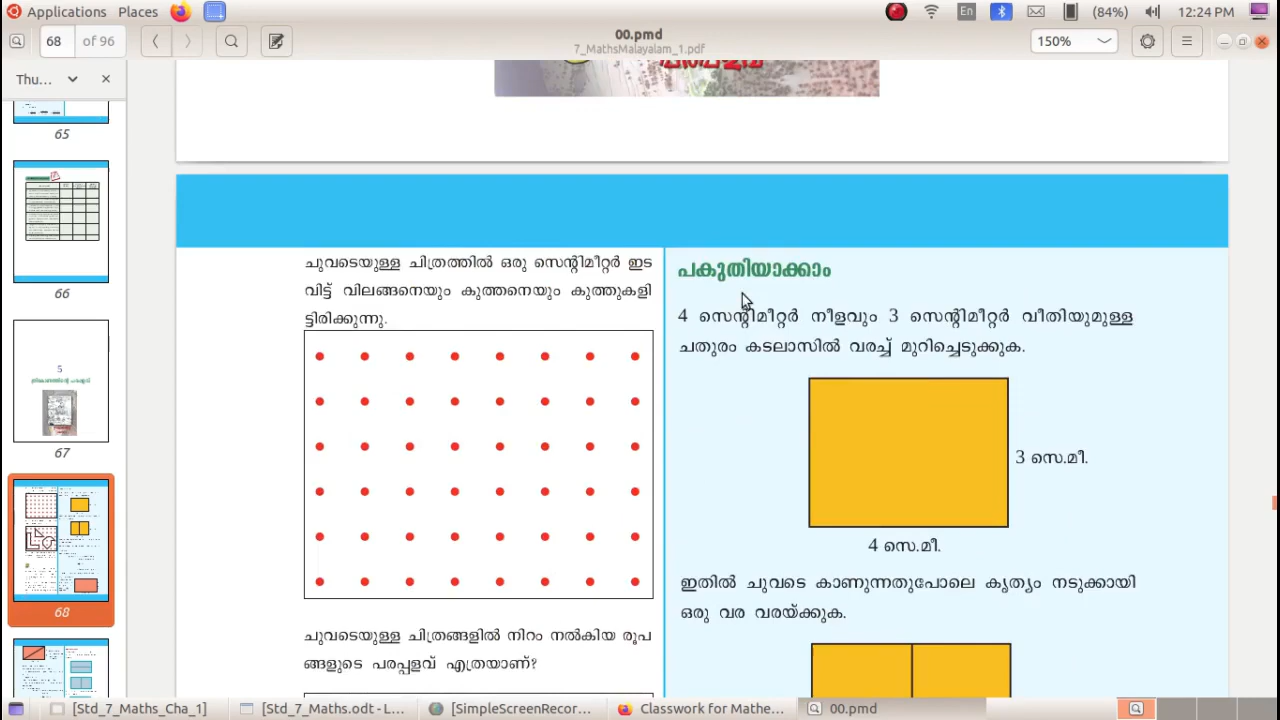 Applications Places En (84%) 12:24 PM
68 of 96
00.pmd
7_MathsMalayalam_1.pdf
150%
Thu...
65
66
5
67
68
പരപ്പളവ്
ചുവടെയുള്ള ചിത്രത്തിൽ ഒരു സെന്റിമീറ്റർ ഇട
വിട്ട് വിലങ്ങനെയും കുത്തനെയും കുത്തുകളി
ട്ടിരിക്കുന്നു.
ചുവടെയുള്ള ചിത്രങ്ങളിൽ നിറം നൽകിയ രൂപ
ങ്ങളുടെ പരപ്പളവ് എത്രയാണ്?
പകുതിയാക്കാം
4 സെന്റിമീറ്റർ നീളവും 3 സെന്റിമീറ്റർ വീതിയുമുള്ള
ചതുരം കടലാസിൽ വരച്ച് മുറിച്ചെടുക്കുക.
3 സെ.മീ.
4 സെ.മീ.
ഇതിൽ ചുവടെ കാണുന്നതുപോലെ കൃത്യം നടുക്കായി
ഒരു വര വരയ്ക്കുക.
[Std_7_Maths_Cha_1] [Std_7_Maths.odt - L... [SimpleScreenRecor... Classwork for Mathe... 00.pmd